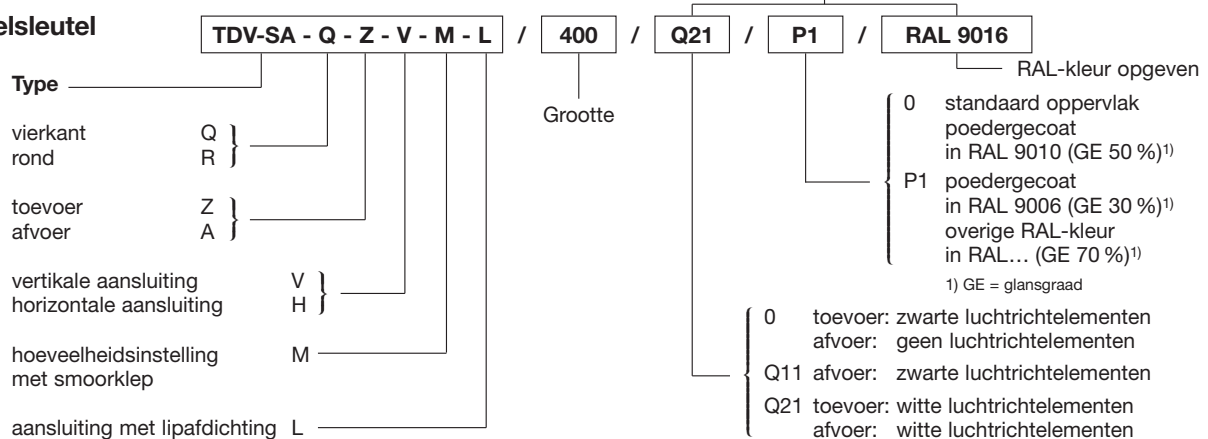 elsleutel
TDV-SA - Q - Z - V - M - L / 400 / Q21 / P1 / RAL 9016
RAL-kleur opgeven
Grootte
Type
vierkant Q
rond R
toevoer Z
afvoer A
vertikale aansluiting V
horizontale aansluiting H
hoeveelheidsinstelling M
met smoorklep
aansluiting met lipafdichting L
0 standaard oppervlak
poedergecoat
in RAL 9010 (GE 50 %)1)
P1 poedergecoat
in RAL 9006 (GE 30 %)1)
overige RAL-kleur
in RAL... (GE 70 %)1)
1) GE = glansgraad
0 toevoer: zwarte luchtrichtelementen
afvoer: geen luchtrichtelementen
Q11 afvoer: zwarte luchtrichtelementen
Q21 toevoer: witte luchtrichtelementen
afvoer: witte luchtrichtelementen